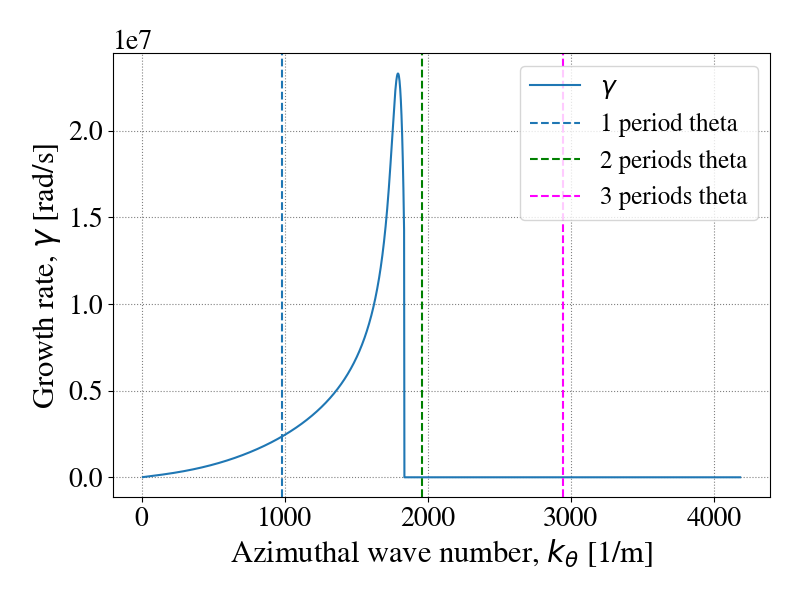 1e7
γ
1 period theta
2 periods theta
3 periods theta
2.0
1.5
1.0
0.5
0.0
Growth rate, γ [rad/s]
0 1000 2000 3000 4000
Azimuthal wave number, kθ [1/m]